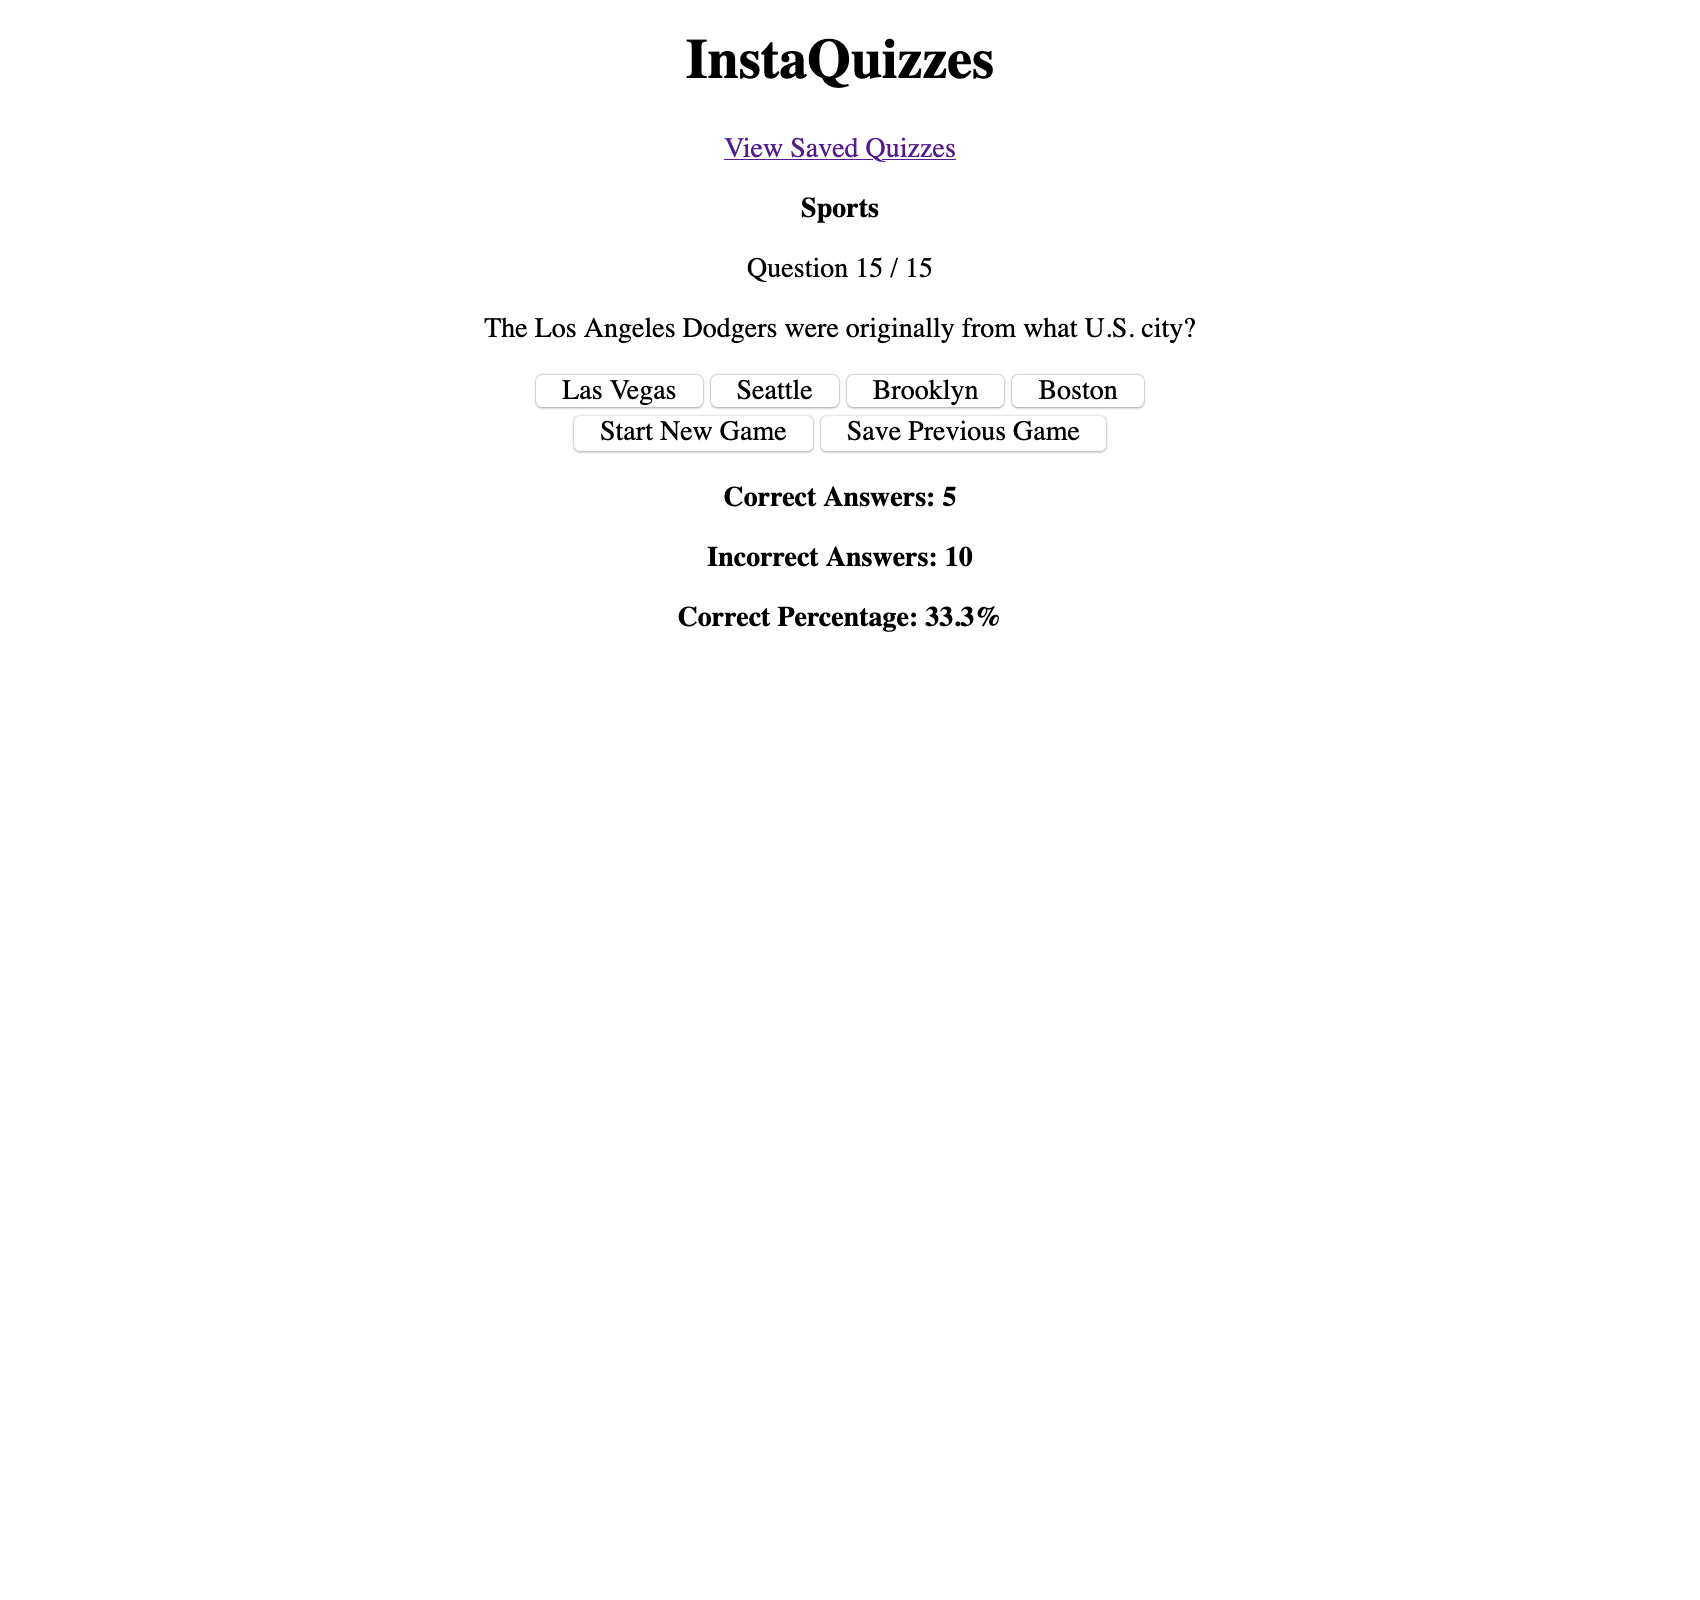 InstaQuizzes
View Saved Quizzes
Sports
Question 15 / 15
The Los Angeles Dodgers were originally from what U.S. city?
Las Vegas Seattle Brooklyn Boston
Start New Game Save Previous Game
Correct Answers: 5
Incorrect Answers: 10
Correct Percentage: 33.3%